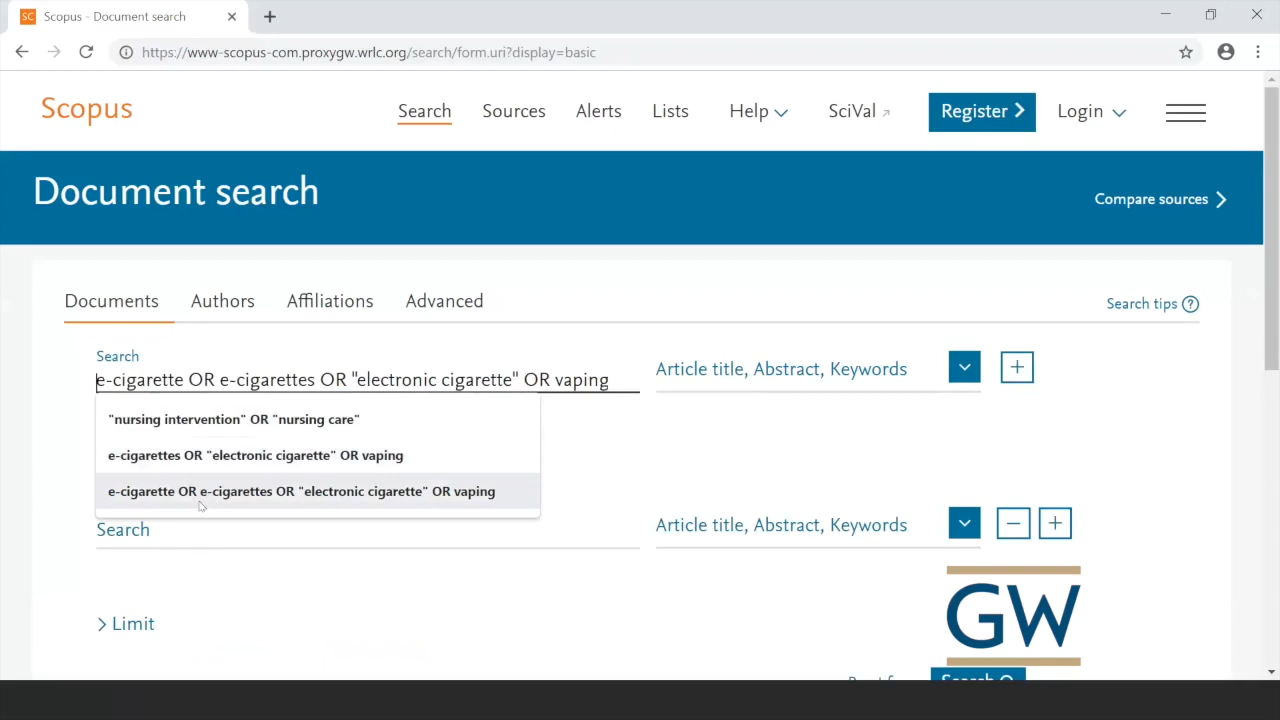 SC Scopus - Document search
https://www-scopus-com.proxygw.wrlc.org/search/form.uri?display=basic
Scopus Search Sources Alerts Lists Help SciVal Register Login
Document search
Compare sources
Documents Authors Affiliations Advanced Search tips ?
Search
e-cigarette OR e-cigarettes OR "electronic cigarette" OR vaping Article title, Abstract, Keywords
"nursing intervention" OR "nursing care"
e-cigarettes OR "electronic cigarette" OR vaping
e-cigarette OR e-cigarettes OR "electronic cigarette" OR vaping
Search Article title, Abstract, Keywords
GW
Limit
Search